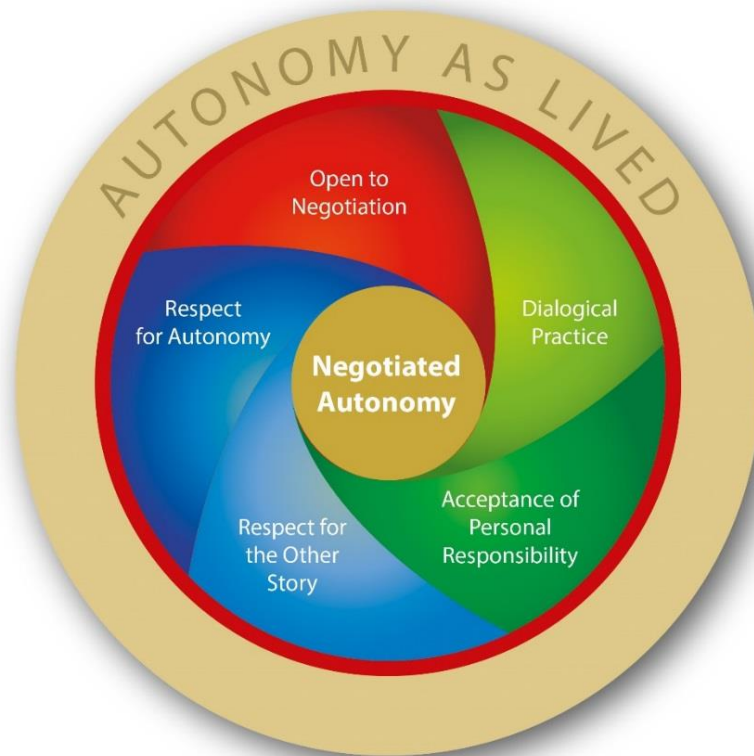 AUTONOMY AS LIVED
Open to
Negotiation
Dialogical
Practice
Acceptance of
Personal
Responsibility
Respect for
the Other
Story
Respect
for Autonomy
Negotiated
Autonomy